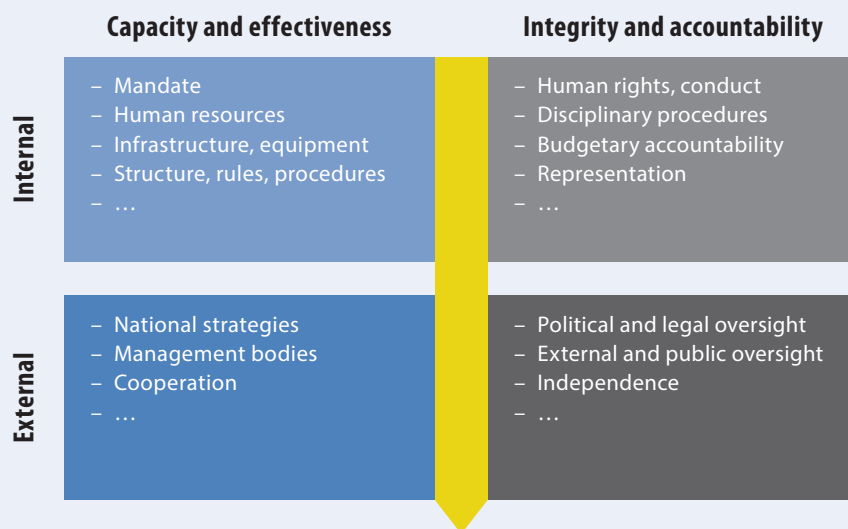 Capacity and effectiveness
Integrity and accountability
Internal
– Mandate
– Human resources
– Infrastructure, equipment
– Structure, rules, procedures
– …
– Human rights, conduct
– Disciplinary procedures
– Budgetary accountability
– Representation
– …
External
– National strategies
– Management bodies
– Cooperation
– …
– Political and legal oversight
– External and public oversight
– Independence
– …